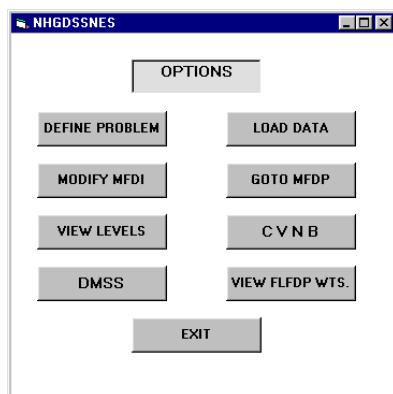 NHGDSSNES
OPTIONS
DEFINE PROBLEM LOAD DATA
MODIFY MFDI GOTO MFDP
VIEW LEVELS C V N B
DMSS VIEW FLFDP WTS.
EXIT